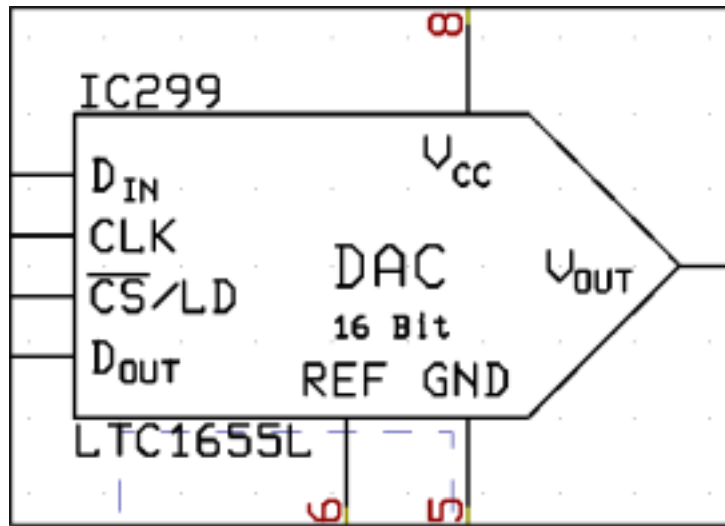 8
IC299
VCC
DIN
CLK
CS/LD
DOUT
DAC
16 Bit
VOUT
REF GND
LTC1655L
6 5